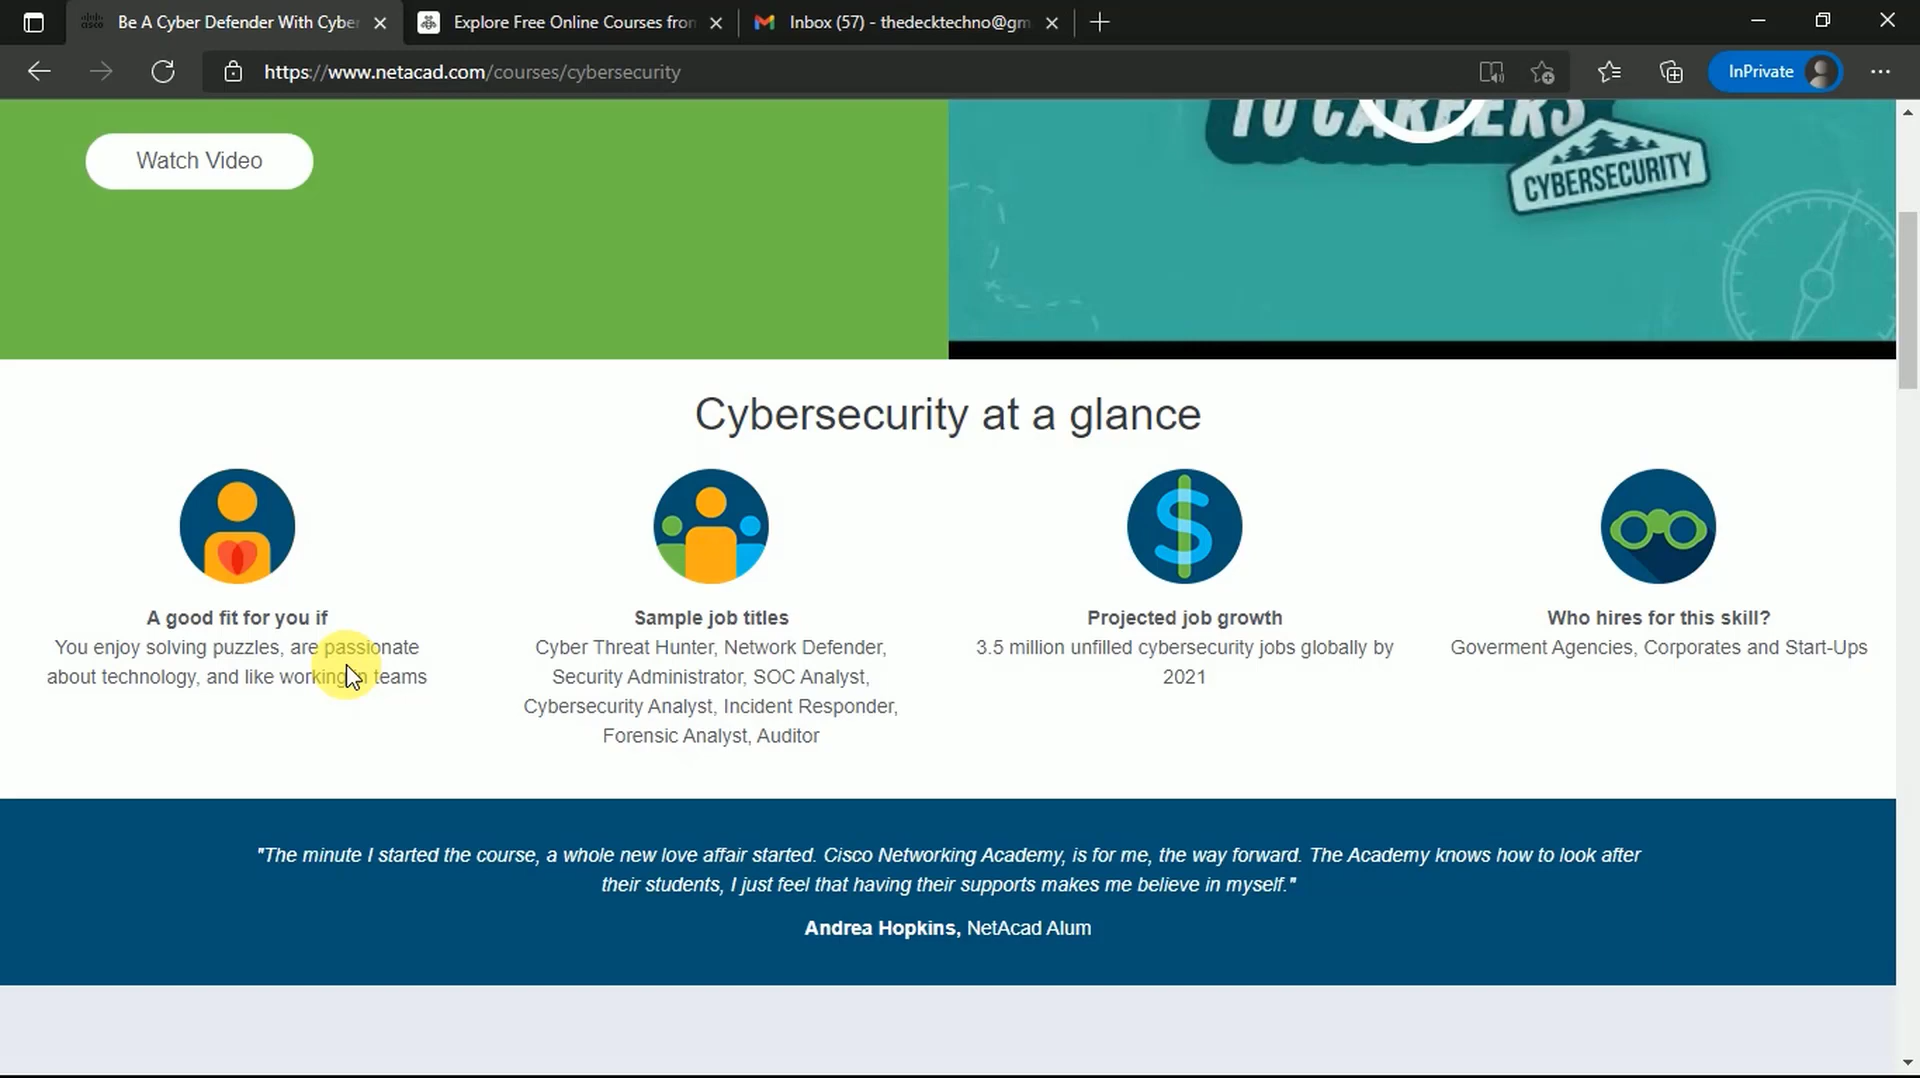 Be A Cyber Defender With Cyber
Explore Free Online Courses from
Inbox (57) - thedecktechno@gm
https://www.netacad.com/courses/cybersecurity
InPrivate
Watch Video
TO CAREERS
CYBERSECURITY
Cybersecurity at a glance
A good fit for you if
You enjoy solving puzzles, are passionate
about technology, and like working in teams
Sample job titles
Cyber Threat Hunter, Network Defender,
Security Administrator, SOC Analyst,
Cybersecurity Analyst, Incident Responder,
Forensic Analyst, Auditor
Projected job growth
3.5 million unfilled cybersecurity jobs globally by
2021
Who hires for this skill?
Goverment Agencies, Corporates and Start-Ups
"The minute I started the course, a whole new love affair started. Cisco Networking Academy, is for me, the way forward. The Academy knows how to look after
their students, I just feel that having their supports makes me believe in myself."
Andrea Hopkins, NetAcad Alum